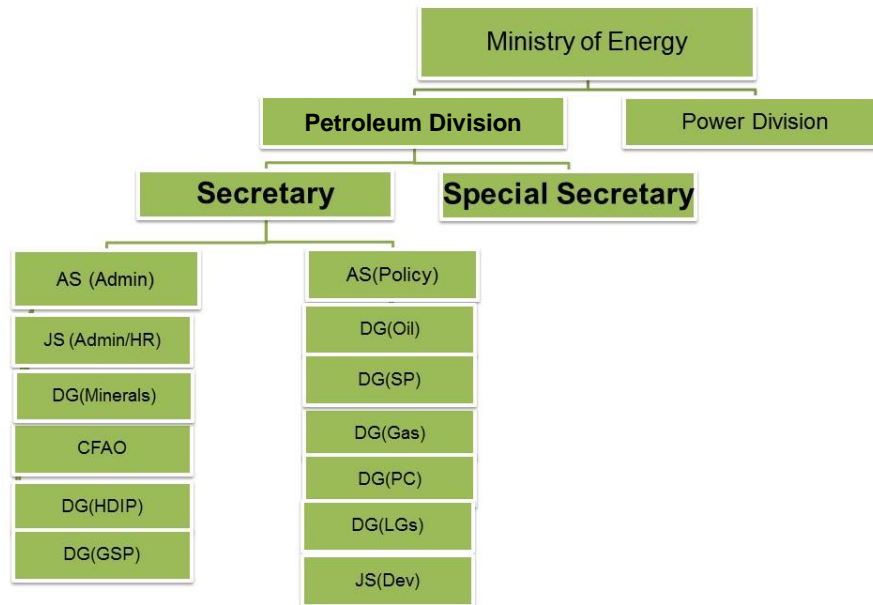 Ministry of Energy
Petroleum Division
Power Division
Secretary
Special Secretary
AS (Admin)
AS(Policy)
JS (Admin/HR)
DG(Oil)
DG(Minerals)
DG(SP)
CFAO
DG(Gas)
DG(HDIP)
DG(PC)
DG(GSP)
DG(LGs)
JS(Dev)